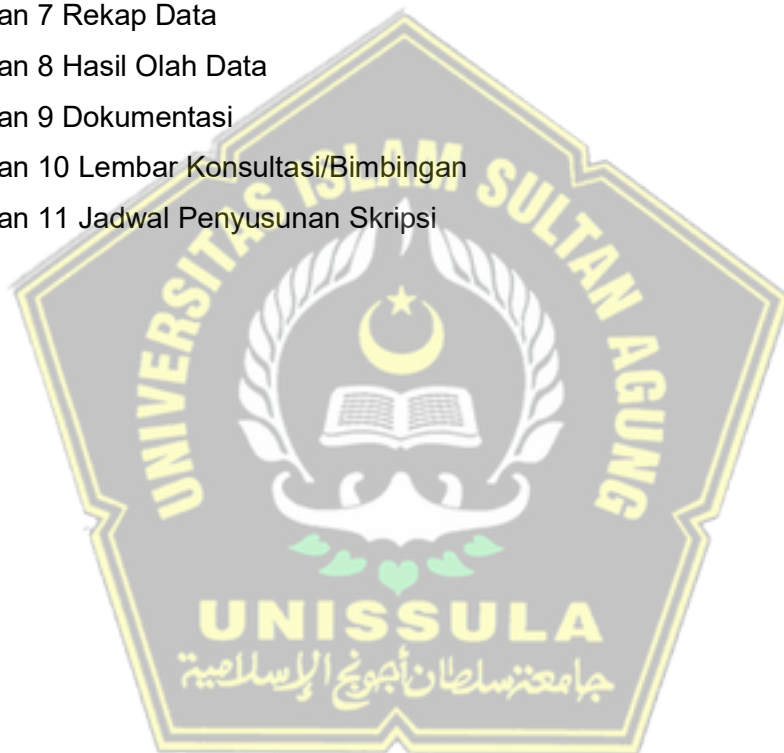 an 7 Rekap Data
an 8 Hasil Olah Data
an 9 Dokumentasi
an 10 Lembar Konsultasi/Bimbingan
an 11 Jadwal Penyusunan Skripsi
UNIVERSITAS ISLAM SULTAN AGUNG
UNISSULA
جامعة سلطان أجونج الإسلامية